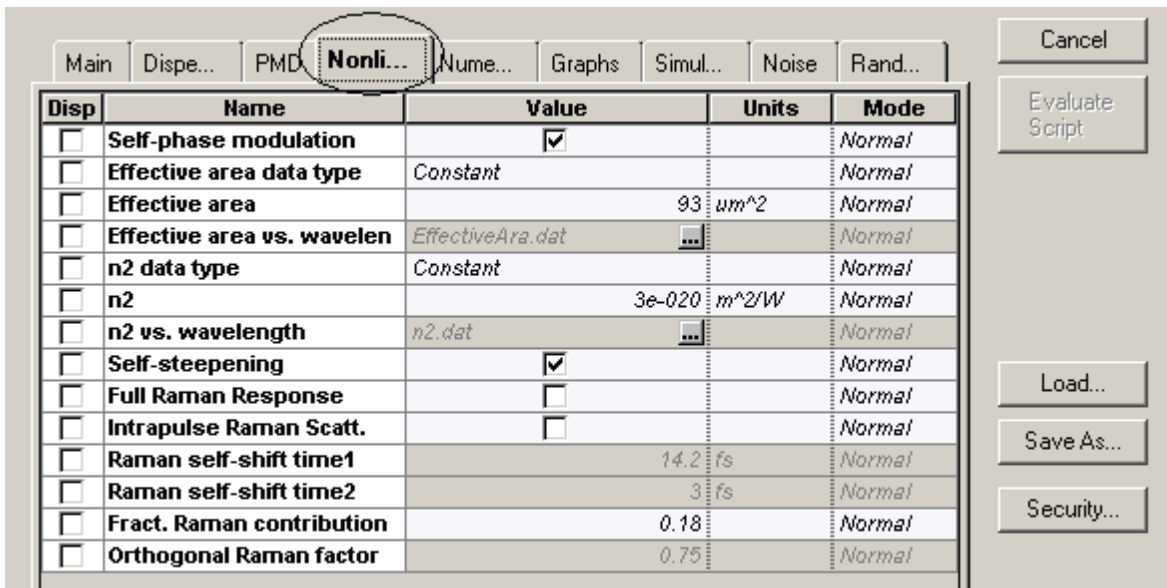 Main Dispe... PMD Nonli... Nume... Graphs Simul... Noise Rand...
Cancel
Evaluate
Script
Disp Name Value Units Mode
Self-phase modulation Normal
Effective area data type Constant Normal
Effective area 93 um^2 Normal
Effective area vs. wavelen EffectiveAra.dat ... Normal
n2 data type Constant Normal
n2 3e-020 m^2/W Normal
n2 vs. wavelength n2.dat ... Normal
Self-steepening Normal
Full Raman Response Normal
Intrapulse Raman Scatt. Normal
Raman self-shift time1 14.2 fs Normal
Raman self-shift time2 3 fs Normal
Fract. Raman contribution 0.18 Normal
Orthogonal Raman factor 0.75 Normal
Load...
Save As...
Security...